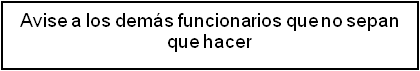 Avise a los demás funcionarios que no sepan
que hacer